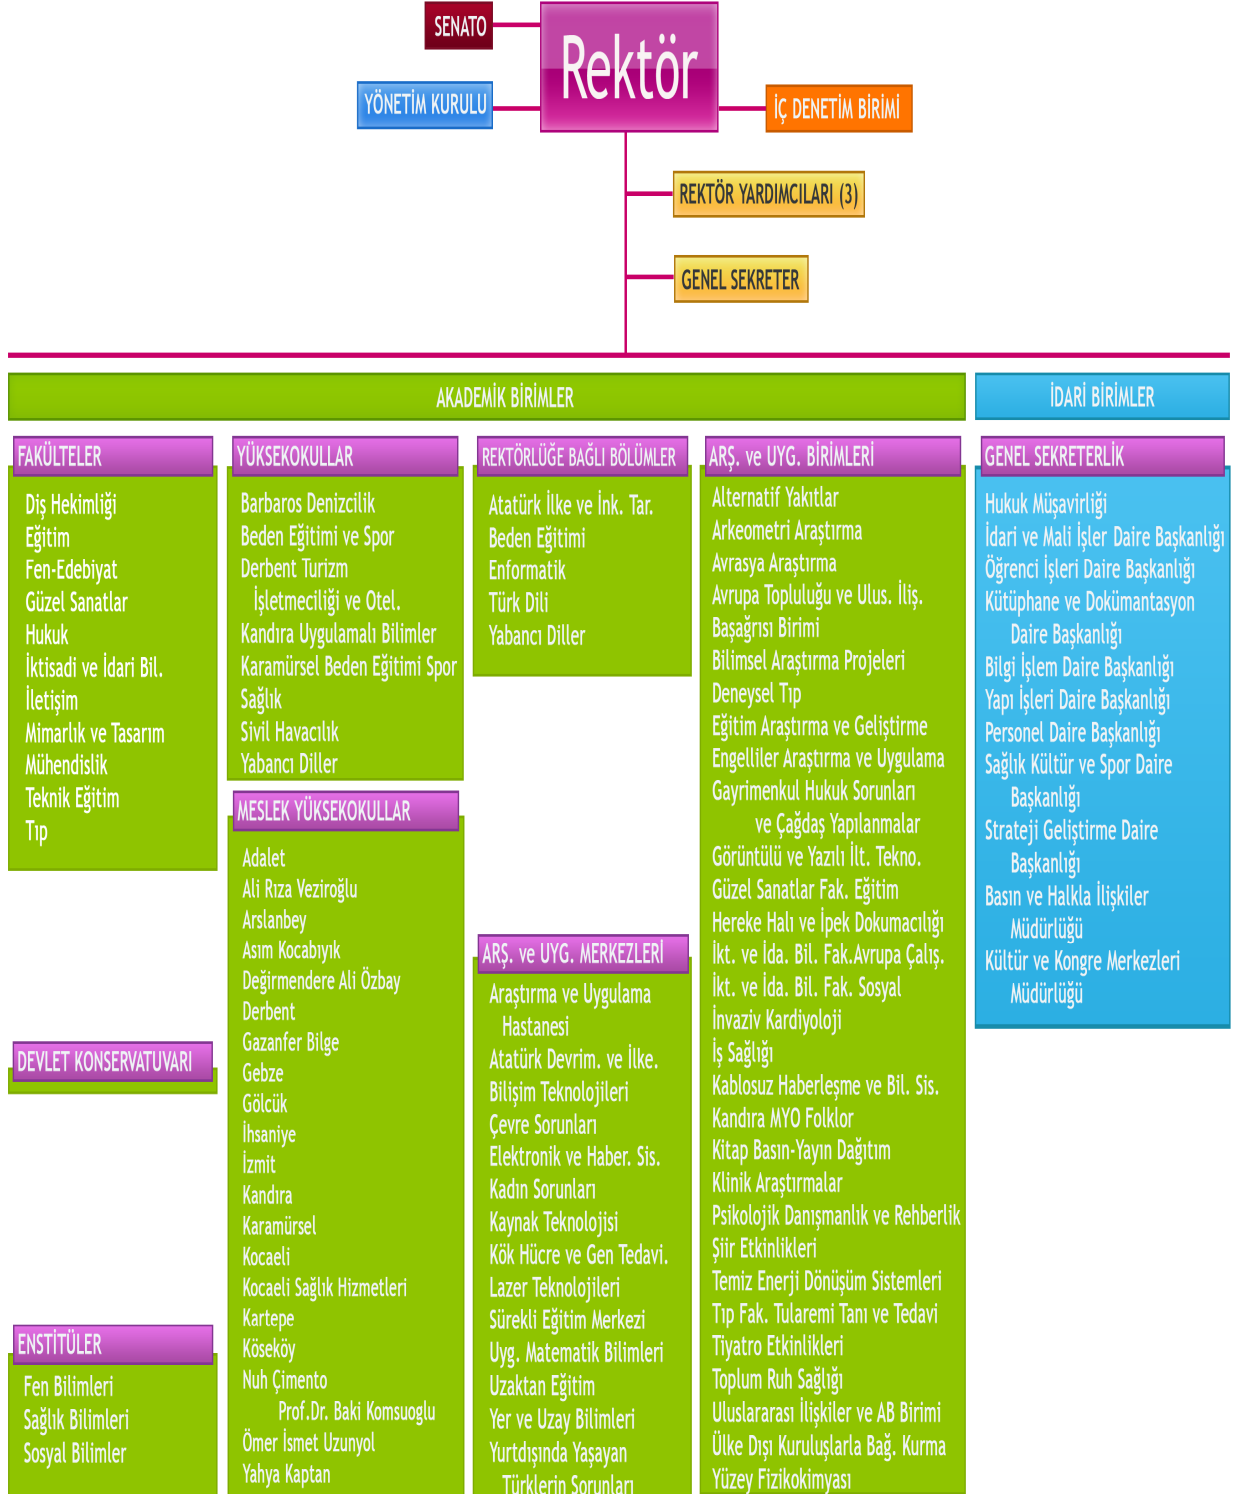 SENATO
Rektör
YÖNETİM KURULU
İÇ DENETİM BİRİMİ
REKTÖR YARDIMCILARI (3)
GENEL SEKRETER
AKADEMİK BİRİMLER
İDARİ BİRİMLER
FAKÜLTELER
Diş Hekimliği
Eğitim
Fen-Edebiyat
Güzel Sanatlar
Hukuk
İktisadi ve İdari Bil.
İletişim
Mimarlık ve Tasarım
Mühendislik
Teknik Eğitim
Tıp
DEVLET KONSERVATUVARI
ENSTİTÜLER
Fen Bilimleri
Sağlık Bilimleri
Sosyal Bilimler
YÜKSEKOKULLAR
Barbaros Denizcilik
Beden Eğitimi ve Spor
Derbent Turizm
İşletmeciliği ve Otel.
Kandıra Uygulamalı Bilimler
Karamürsel Beden Eğitimi Spor
Sağlık
Sivil Havacılık
Yabancı Diller
MESLEK YÜKSEKOKULLAR
Adalet
Ali Rıza Veziroğlu
Arslanbey
Asım Kocabıyık
Değirmendere Ali Özbay
Derbent
Gazanfer Bilge
Gebze
Gölcük
İhsaniye
İzmit
Kandıra
Karamürsel
Kocaeli
Kocaeli Sağlık Hizmetleri
Kartepe
Köseköy
Nuh Çimento
Prof.Dr. Baki Komsuoglu
Ömer İsmet Uzunyol
Yahya Kaptan
REKTÖRLÜĞE BAĞLI BÖLÜMLER
Atatürk İlke ve İnk. Tar.
Beden Eğitimi
Enformatik
Türk Dili
Yabancı Diller
ARŞ. ve UYG. MERKEZLERİ
Araştırma ve Uygulama
Hastanesi
Atatürk Devrim. ve İlke.
Bilişim Teknolojileri
Çevre Sorunları
Elektronik ve Haber. Sis.
Kadın Sorunları
Kaynak Teknolojisi
Kök Hücre ve Gen Tedavi.
Lazer Teknolojileri
Sürekli Eğitim Merkezi
Uyg. Matematik Bilimleri
Uzaktan Eğitim
Yer ve Uzay Bilimleri
Yurtdışında Yaşayan
Türklerin Sorunları
ARŞ. ve UYG. BİRİMLERİ
Alternatif Yakıtlar
Arkeometri Araştırma
Avrasya Araştırma
Avrupa Topluluğu ve Ulus. İliş.
Başağrısı Birimi
Bilimsel Araştırma Projeleri
Deneysel Tıp
Eğitim Araştırma ve Geliştirme
Engelliler Araştırma ve Uygulama
Gayrimenkul Hukuk Sorunları
ve Çağdaş Yapılanmalar
Görüntülü ve Yazılı İlt. Tekno.
Güzel Sanatlar Fak. Eğitim
Hereke Halı ve İpek Dokumacılığı
İkt. ve İda. Bil. Fak.Avrupa Çalış.
İkt. ve İda. Bil. Fak. Sosyal
İnvaziv Kardiyoloji
İş Sağlığı
Kablosuz Haberleşme ve Bil. Sis.
Kandıra MYO Folklor
Kitap Basın-Yayın Dağıtım
Klinik Araştırmalar
Psikolojik Danışmanlık ve Rehberlik
Şiir Etkinlikleri
Temiz Enerji Dönüşüm Sistemleri
Tıp Fak. Tularemi Tanı ve Tedavi
Tiyatro Etkinlikleri
Toplum Ruh Sağlığı
Uluslararası İlişkiler ve AB Birimi
Ülke Dışı Kuruluşlarla Bağ. Kurma
Yüzey Fizikokimyası
GENEL SEKRETERLİK
Hukuk Müşavirliği
İdari ve Mali İşler Daire Başkanlığı
Öğrenci İşleri Daire Başkanlığı
Kütüphane ve Dokümantasyon
Daire Başkanlığı
Bilgi İşlem Daire Başkanlığı
Yapı İşleri Daire Başkanlığı
Personel Daire Başkanlığı
Sağlık Kültür ve Spor Daire
Başkanlığı
Strateji Geliştirme Daire
Başkanlığı
Basın ve Halkla İlişkiler
Müdürlüğü
Kültür ve Kongre Merkezleri
Müdürlüğü